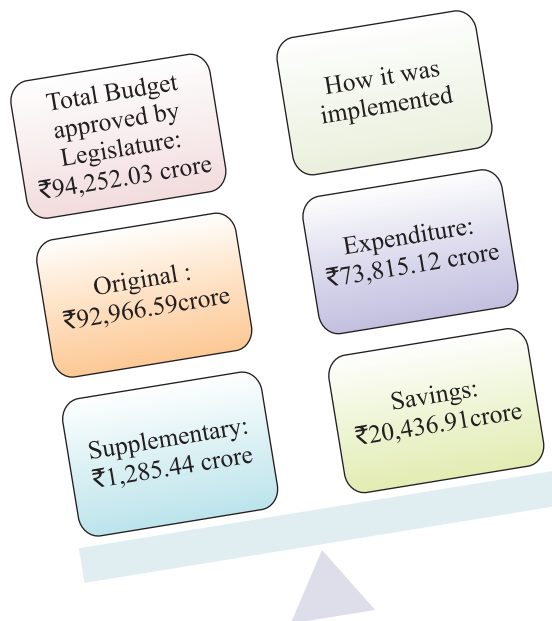 Total Budget
approved by
Legislature:
₹94,252.03 crore
Original :
₹92,966.59crore
Supplementary:
₹1,285.44 crore
How it was
implemented
Expenditure:
₹73,815.12 crore
Savings:
₹20,436.91crore